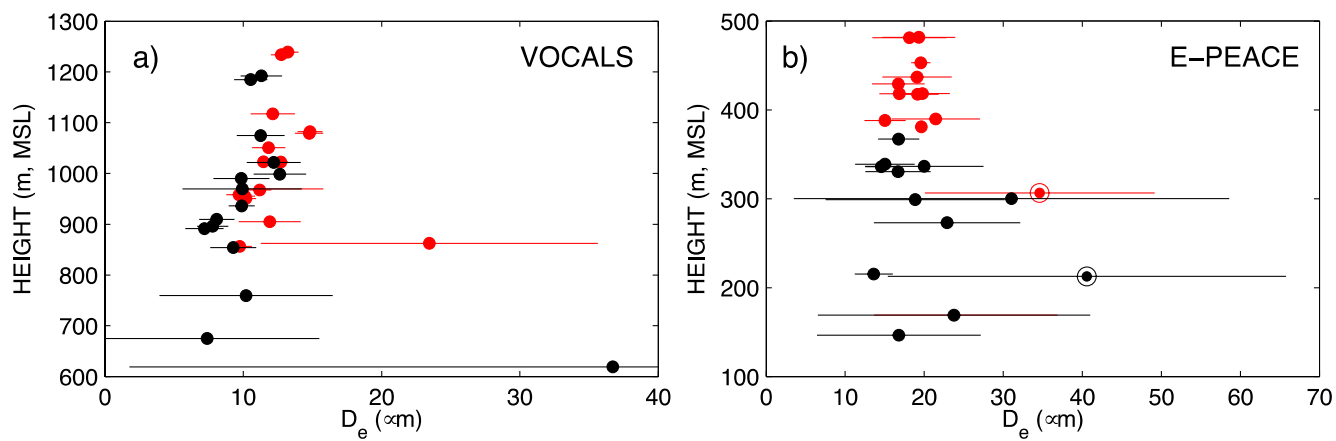 a)
VOCALS
HEIGHT (m, MSL)
1300
1200
1100
1000
900
800
700
600
0 10 20 30 40
D_e (∝m)
b)
E−PEACE
HEIGHT (m, MSL)
500
400
300
200
100
0 10 20 30 40 50 60 70
D_e (∝m)